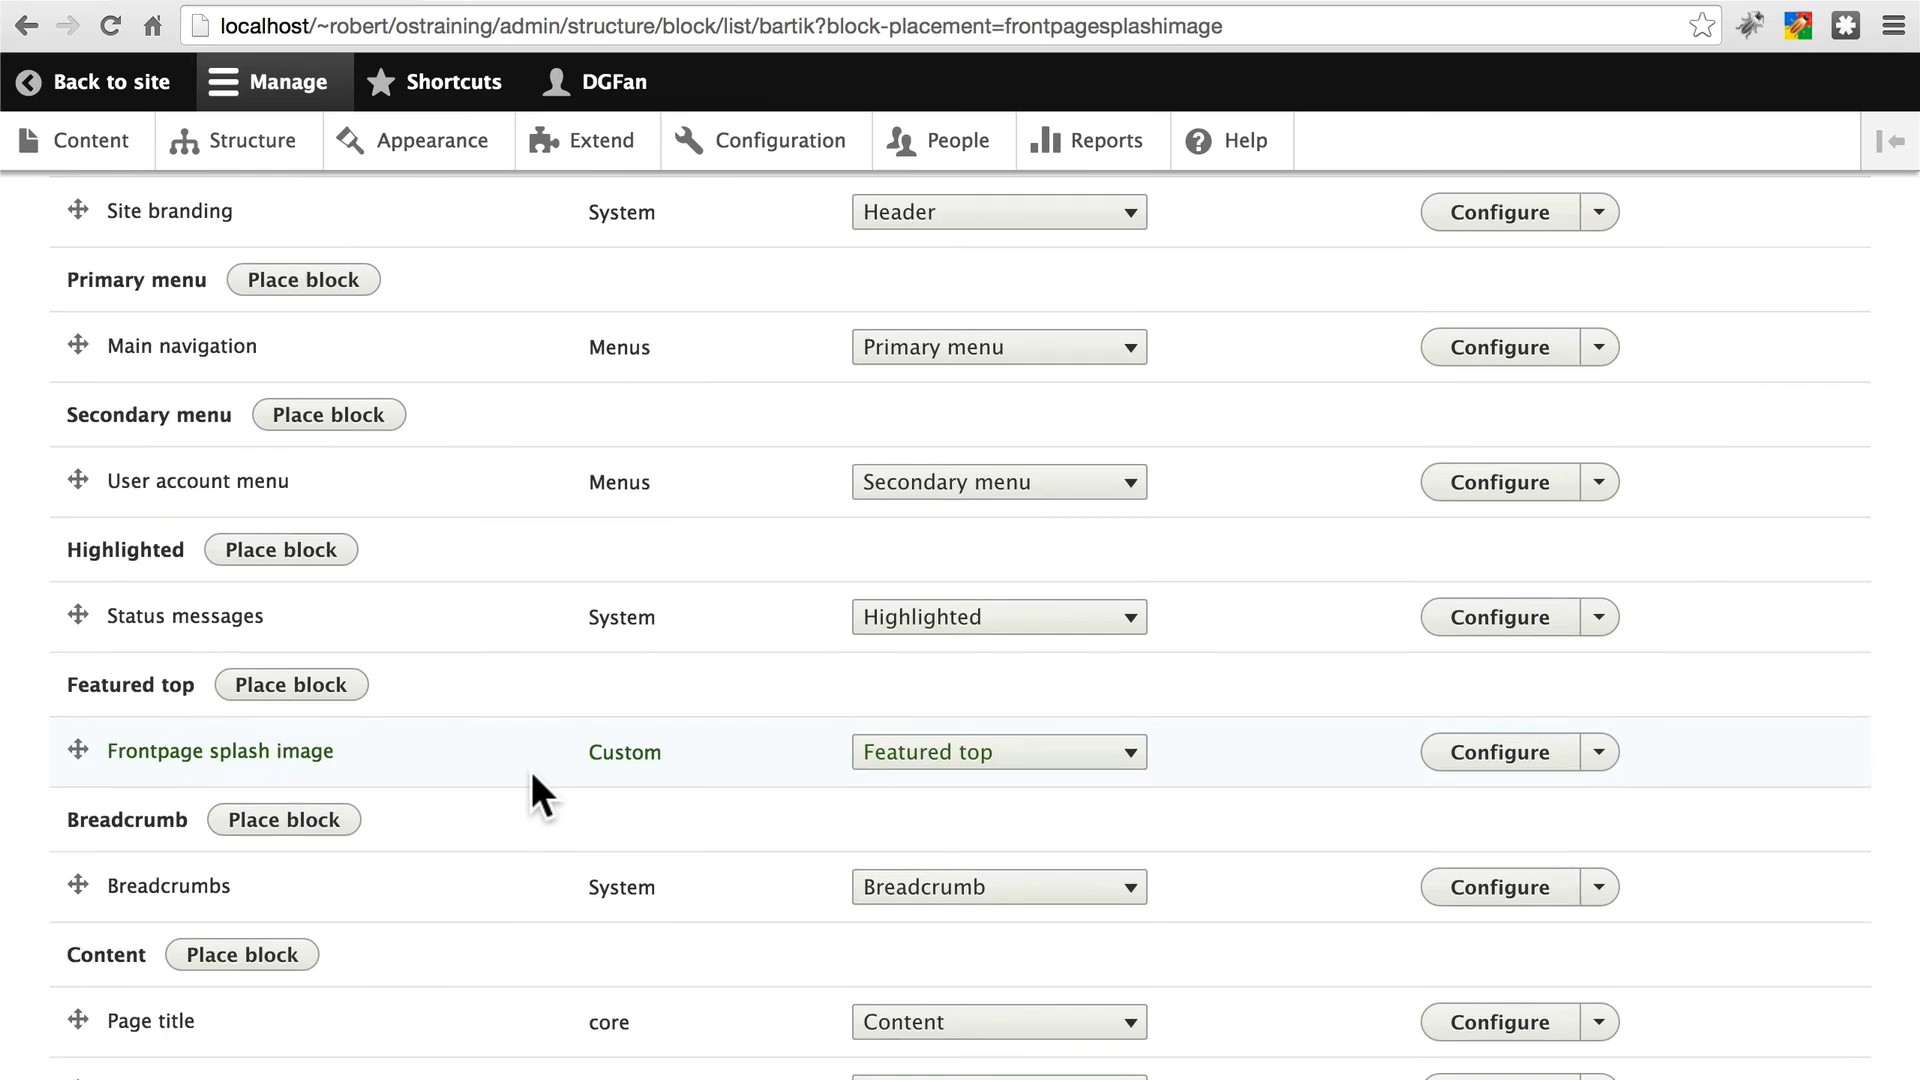 localhost/~robert/ostraining/admin/structure/block/list/bartik?block-placement=frontpagesplashimage
Back to site Manage Shortcuts DGFan
Content Structure Appearance Extend Configuration People Reports Help
Site branding System Header Configure
Primary menu Place block
Main navigation Menus Primary menu Configure
Secondary menu Place block
User account menu Menus Secondary menu Configure
Highlighted Place block
Status messages System Highlighted Configure
Featured top Place block
Frontpage splash image Custom Featured top Configure
Breadcrumb Place block
Breadcrumbs System Breadcrumb Configure
Content Place block
Page title core Content Configure